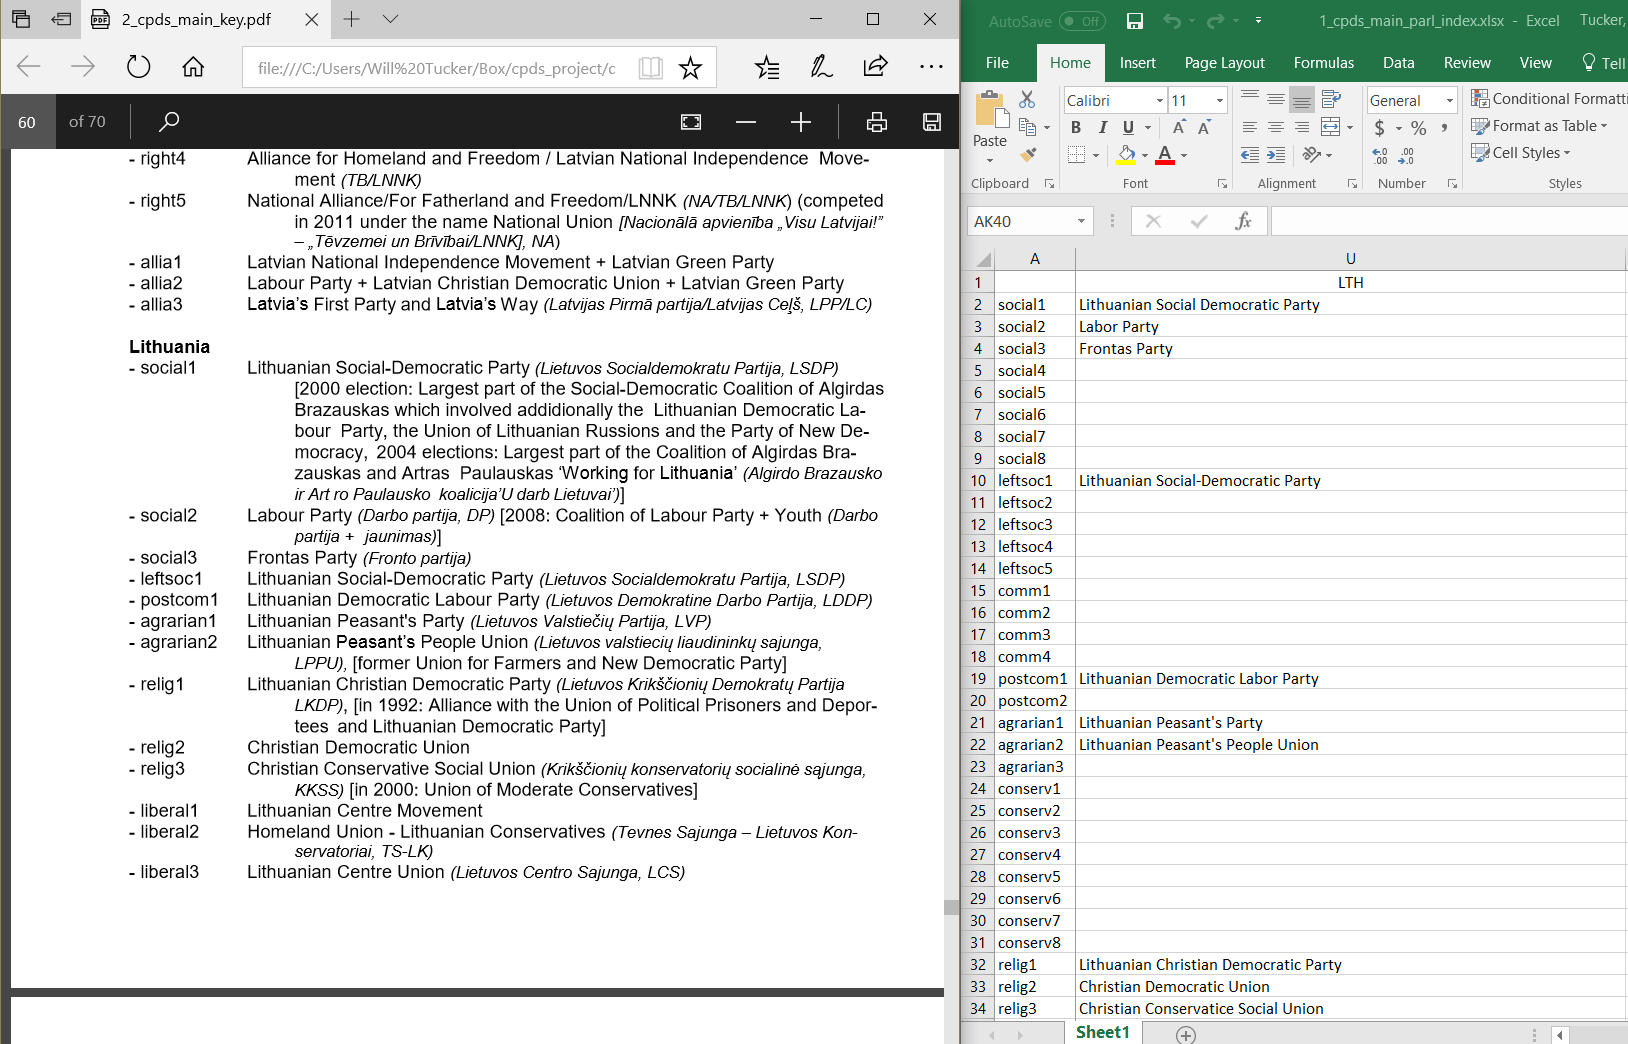 2_cpds_main_key.pdf
file:///C:/Users/Will%20Tucker/Box/cpds_project/c
60 of 70
- right4 Alliance for Homeland and Freedom / Latvian National Independence Move-
ment (TB/LNNK)
- right5 National Alliance/For Fatherland and Freedom/LNNK (NA/TB/LNNK) (competed
in 2011 under the name National Union [Nacionālā apvienība „Visu Latvijai!”
– „Tēvzemei un Brīvībai/LNNK], NA)
- allia1 Latvian National Independence Movement + Latvian Green Party
- allia2 Labour Party + Latvian Christian Democratic Union + Latvian Green Party
- allia3 Latvia’s First Party and Latvia’s Way (Latvijas Pirmā partija/Latvijas Ceļš, LPP/LC)
Lithuania
- social1 Lithuanian Social-Democratic Party (Lietuvos Socialdemokratu Partija, LSDP)
[2000 election: Largest part of the Social-Democratic Coalition of Algirdas
Brazauskas which involved addidionally the Lithuanian Democratic La-
bour Party, the Union of Lithuanian Russions and the Party of New De-
mocracy, 2004 elections: Largest part of the Coalition of Algirdas Bra-
zauskas and Artras Paulauskas ‘Working for Lithuania’ (Algirdo Brazausko
ir Art ro Paulausko koalicija’U darb Lietuvai’)]
- social2 Labour Party (Darbo partija, DP) [2008: Coalition of Labour Party + Youth (Darbo
partija + jaunimas)]
- social3 Frontas Party (Fronto partija)
- leftsoc1 Lithuanian Social-Democratic Party (Lietuvos Socialdemokratu Partija, LSDP)
- postcom1 Lithuanian Democratic Labour Party (Lietuvos Demokratine Darbo Partija, LDDP)
- agrarian1 Lithuanian Peasant's Party (Lietuvos Valstiečių Partija, LVP)
- agrarian2 Lithuanian Peasant’s People Union (Lietuvos valstiecių liaudininkų sajunga,
LPPU), [former Union for Farmers and New Democratic Party]
- relig1 Lithuanian Christian Democratic Party (Lietuvos Krikščionių Demokratų Partija
LKDP), [in 1992: Alliance with the Union of Political Prisoners and Depor-
tees and Lithuanian Democratic Party]
- relig2 Christian Democratic Union
- relig3 Christian Conservative Social Union (Krikščionių konservatorių socialinė sąjunga,
KKSS) [in 2000: Union of Moderate Conservatives]
- liberal1 Lithuanian Centre Movement
- liberal2 Homeland Union - Lithuanian Conservatives (Tevnes Sajunga – Lietuvos Kon-
servatoriai, TS-LK)
- liberal3 Lithuanian Centre Union (Lietuvos Centro Sajunga, LCS)
AutoSave Off 1_cpds_main_parl_index.xlsx - Excel Tucker,
File Home Insert Page Layout Formulas Data Review View Tell
Paste Calibri 11 General Conditional Formatti
B I U A A $ % , Format as Table
A .00 Cell Styles
Clipboard Font Alignment Number Styles
AK40 fx
A U
1 LTH
2 social1 Lithuanian Social Democratic Party
3 social2 Labor Party
4 social3 Frontas Party
5 social4
6 social5
7 social6
8 social7
9 social8
10 leftsoc1 Lithuanian Social-Democratic Party
11 leftsoc2
12 leftsoc3
13 leftsoc4
14 leftsoc5
15 comm1
16 comm2
17 comm3
18 comm4
19 postcom1 Lithuanian Democratic Labor Party
20 postcom2
21 agrarian1 Lithuanian Peasant's Party
22 agrarian2 Lithuanian Peasant's People Union
23 agrarian3
24 conserv1
25 conserv2
26 conserv3
27 conserv4
28 conserv5
29 conserv6
30 conserv7
31 conserv8
32 relig1 Lithuanian Christian Democratic Party
33 relig2 Christian Democratic Union
34 relig3 Christian Conservatice Social Union
Sheet1